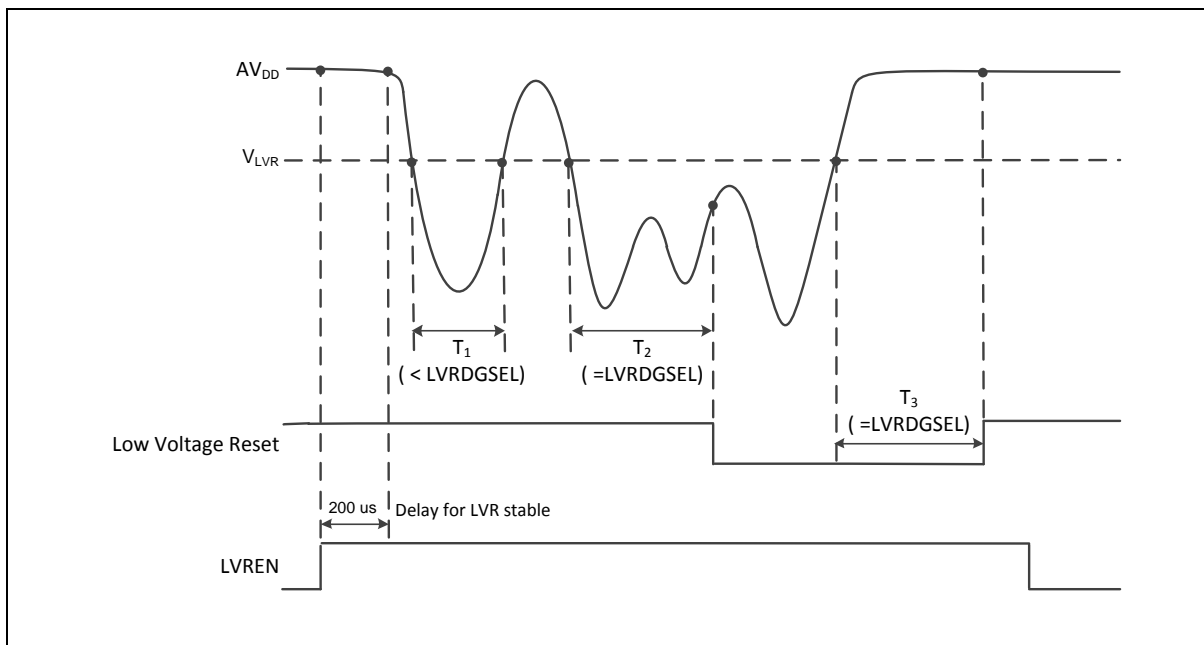 AVDD
VLVR
T1
( < LVRDGSEL)
T2
( =LVRDGSEL)
T3
( =LVRDGSEL)
Low Voltage Reset
200 us Delay for LVR stable
LVREN